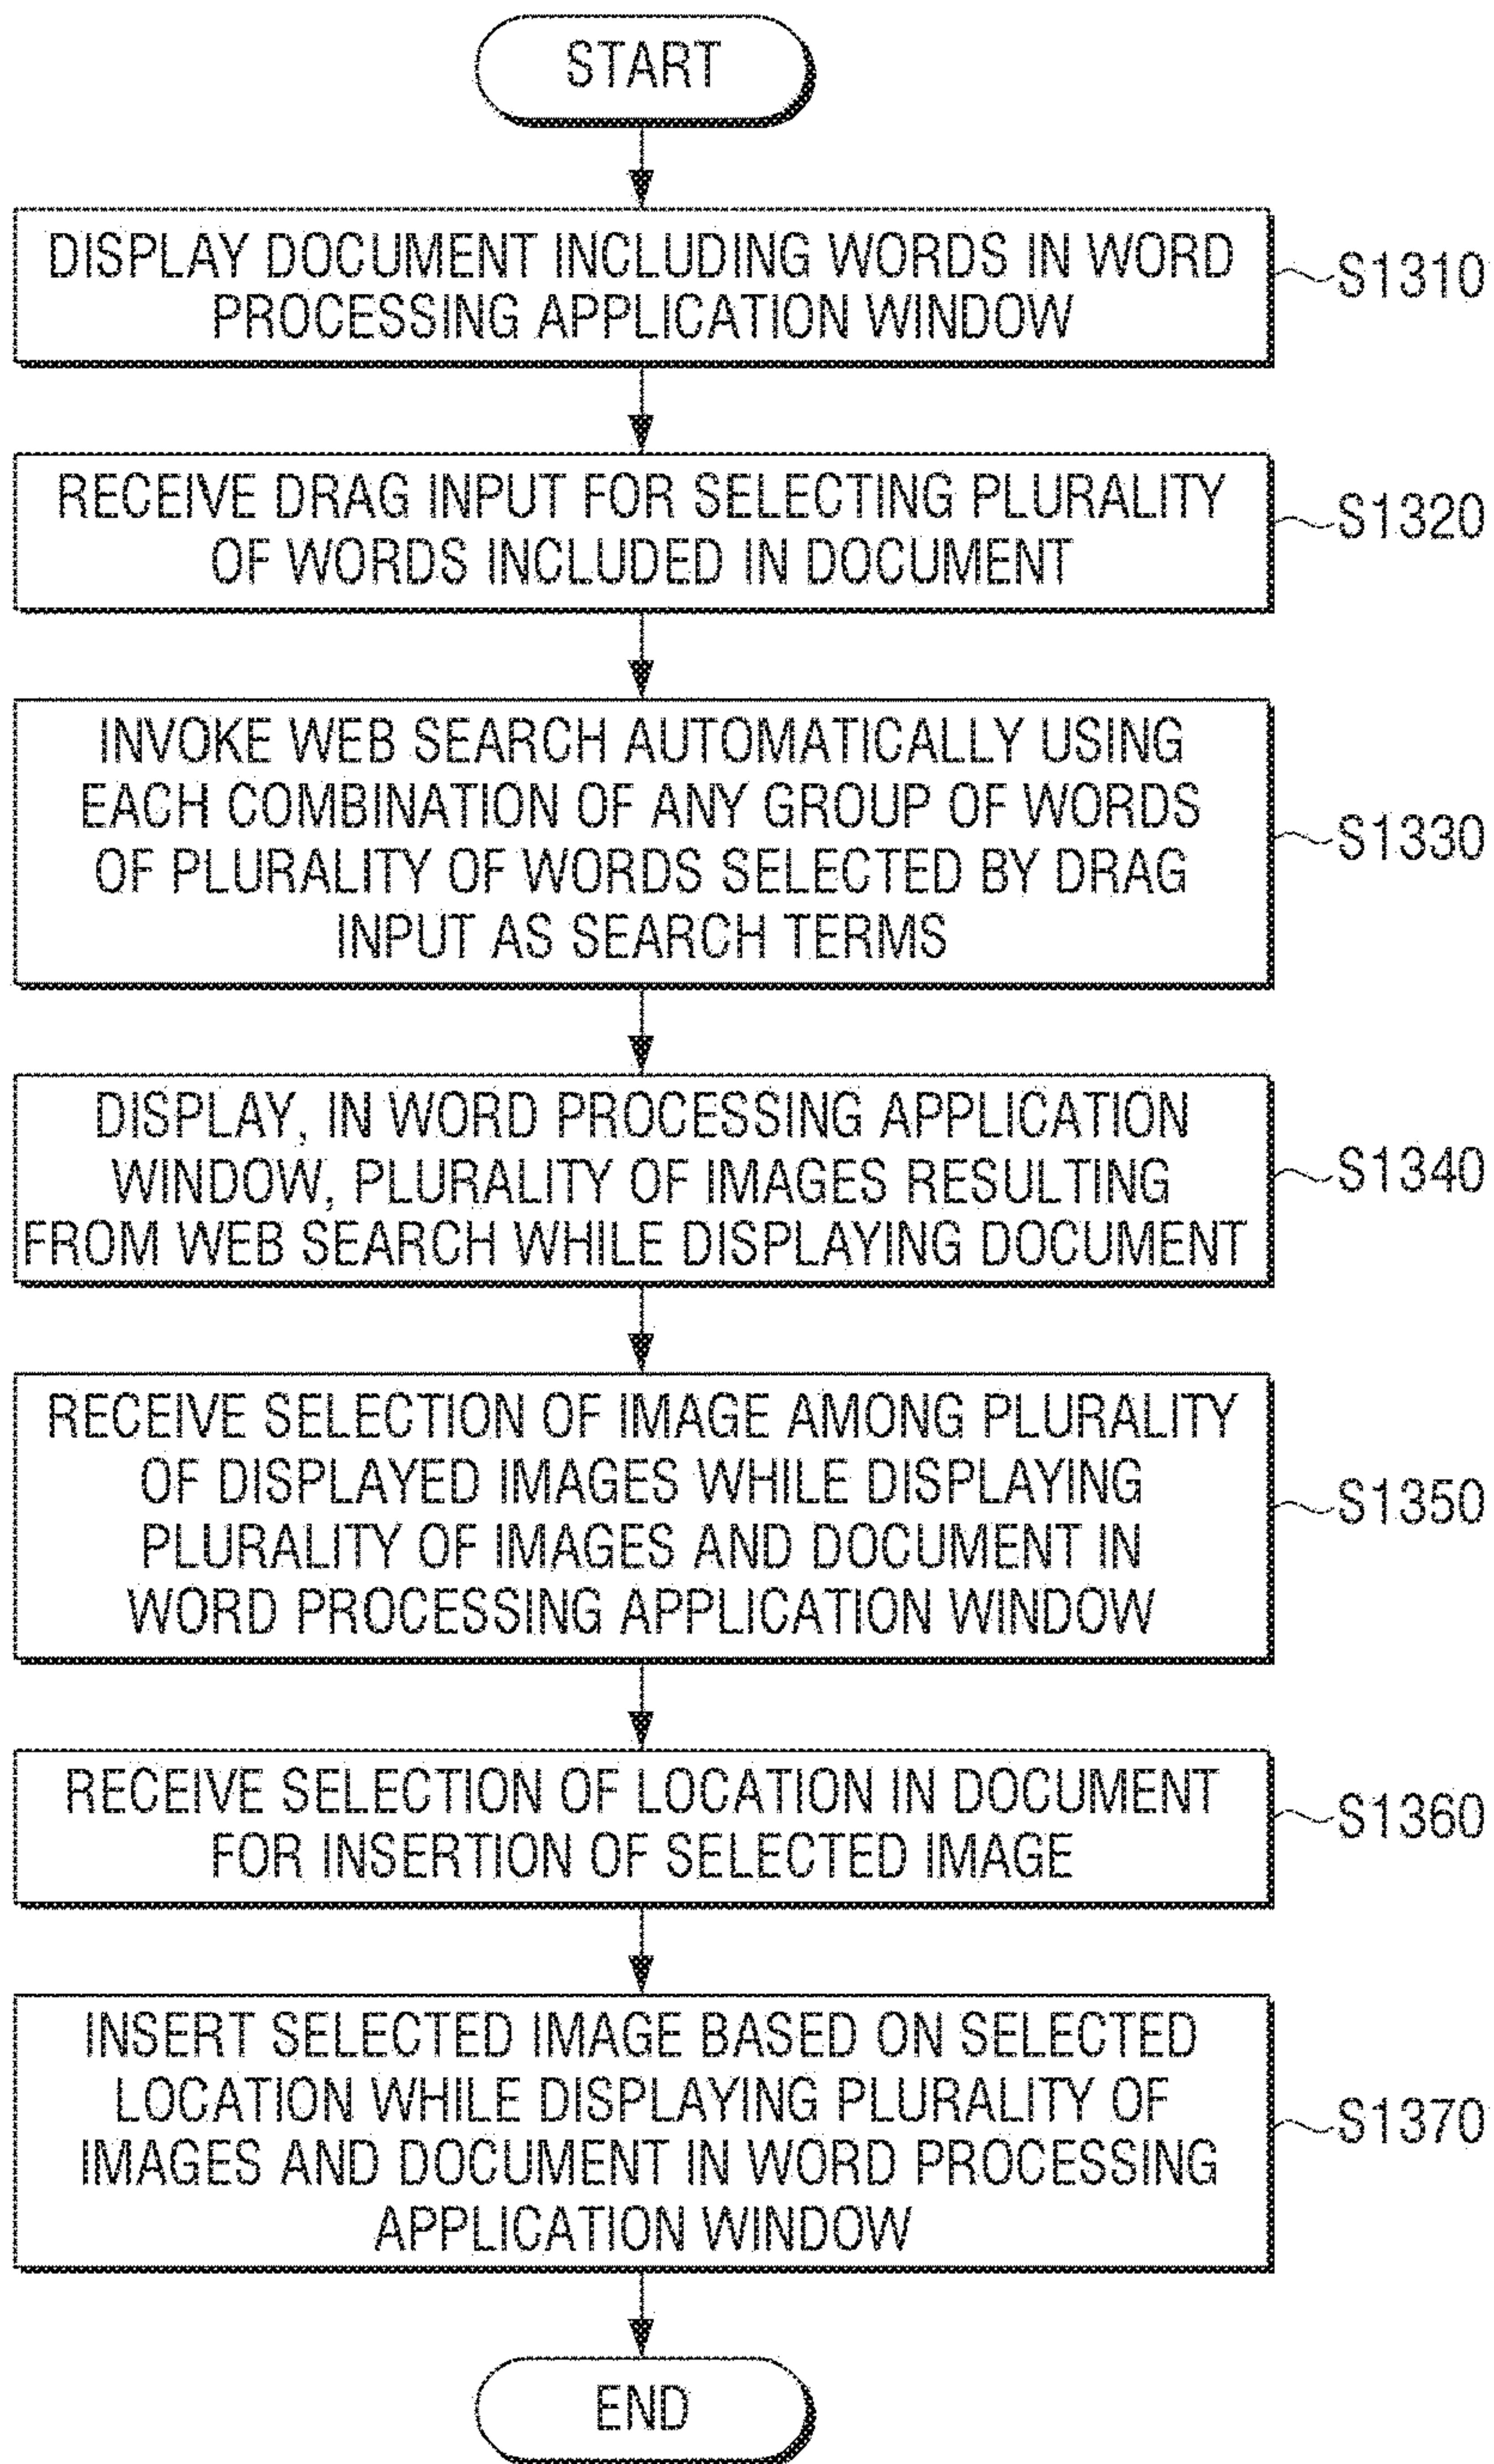 START
DISPLAY DOCUMENT INCLUDING WORDS IN WORD
PROCESSING APPLICATION WINDOW
S1310
RECEIVE DRAG INPUT FOR SELECTING PLURALITY
OF WORDS INCLUDED IN DOCUMENT
S1320
INVOKE WEB SEARCH AUTOMATICALLY USING
EACH COMBINATION OF ANY GROUP OF WORDS
OF PLURALITY OF WORDS SELECTED BY DRAG
INPUT AS SEARCH TERMS
S1330
DISPLAY, IN WORD PROCESSING APPLICATION
WINDOW, PLURALITY OF IMAGES RESULTING
FROM WEB SEARCH WHILE DISPLAYING DOCUMENT
S1340
RECEIVE SELECTION OF IMAGE AMONG PLURALITY
OF DISPLAYED IMAGES WHILE DISPLAYING
PLURALITY OF IMAGES AND DOCUMENT IN
WORD PROCESSING APPLICATION WINDOW
S1350
RECEIVE SELECTION OF LOCATION IN DOCUMENT
FOR INSERTION OF SELECTED IMAGE
S1360
INSERT SELECTED IMAGE BASED ON SELECTED
LOCATION WHILE DISPLAYING PLURALITY OF
IMAGES AND DOCUMENT IN WORD PROCESSING
APPLICATION WINDOW
S1370
END